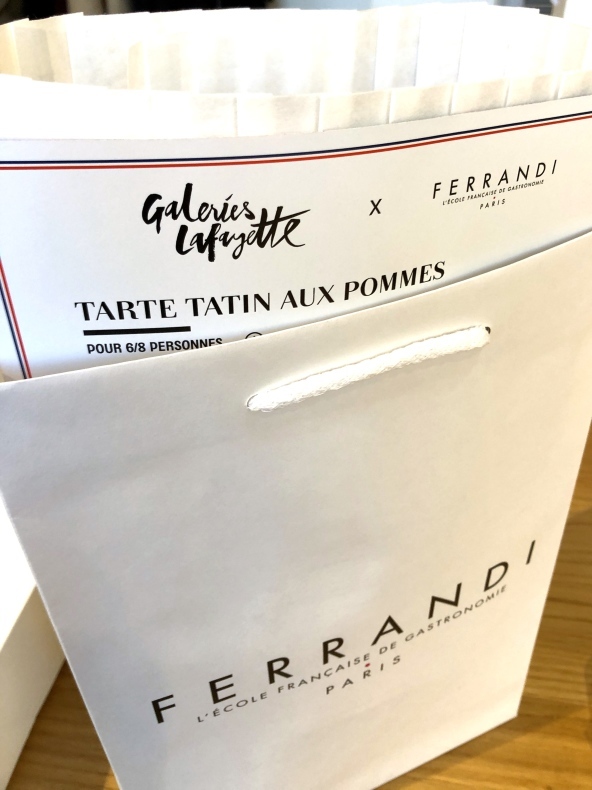 Galeries
Lafayette
X
FERRANDI
L'ÉCOLE FRANÇAISE DE GASTRONOMIE
PARIS
TARTE TATIN AUX POMMES
POUR 6/8 PERSONNES
FERRANDI
L'ÉCOLE FRANÇAISE DE GASTRONOMIE
PARIS